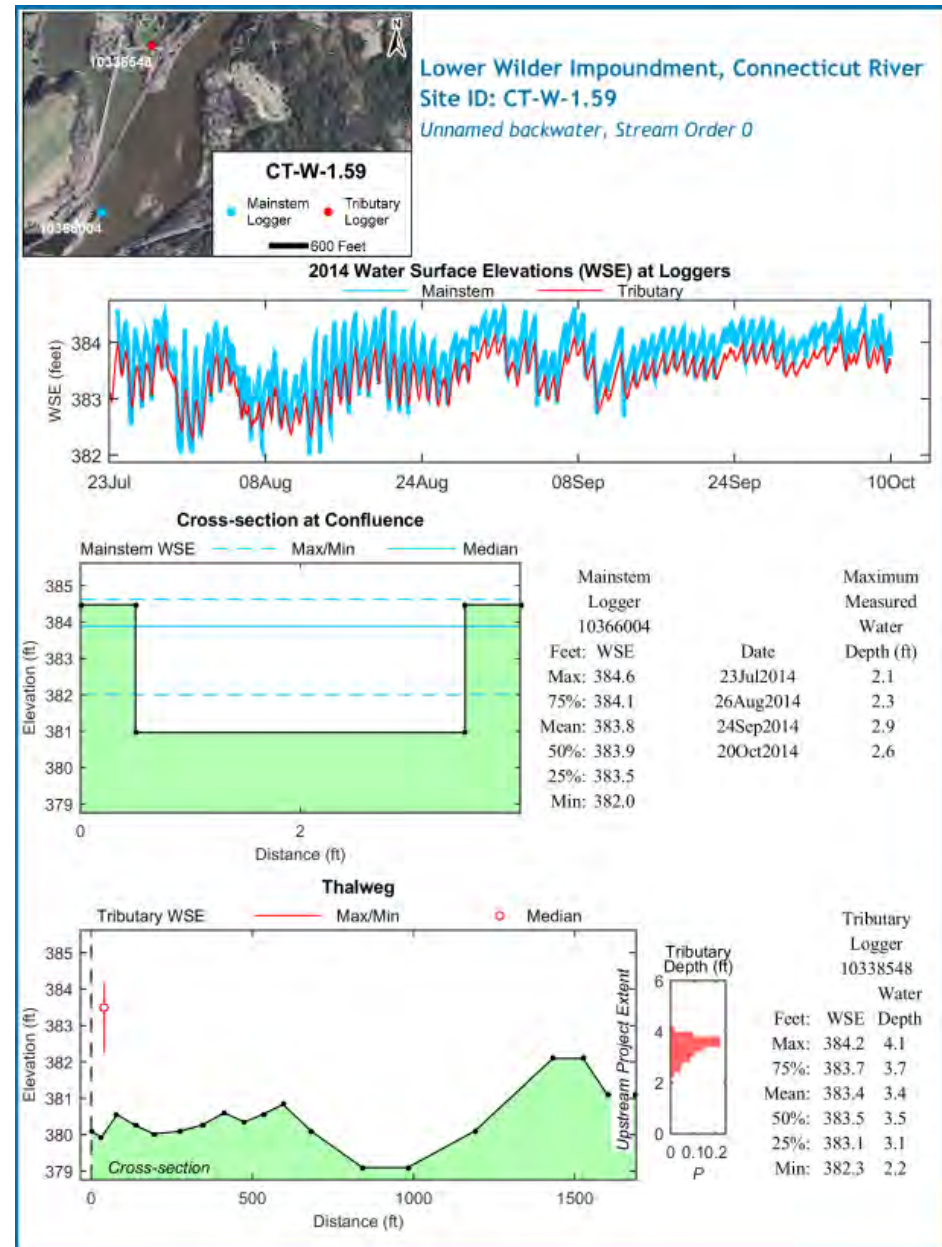 10338548
N
CT-W-1.59
Mainstem Logger
Tributary Logger
600 Feet
10366004
Lower Wilder Impoundment, Connecticut River
Site ID: CT-W-1.59
Unnamed backwater, Stream Order 0
2014 Water Surface Elevations (WSE) at Loggers
Mainstem Tributary
WSE (feet)
384
383
382
23Jul 08Aug 24Aug 08Sep 24Sep 10Oct
Cross-section at Confluence
Mainstem WSE Max/Min Median
Elevation (ft)
385
384
383
382
381
380
379
0 2
Distance (ft)
Mainstem
Logger
10366004
Feet: WSE
Max: 384.6
75%: 384.1
Mean: 383.8
50%: 383.9
25%: 383.5
Min: 382.0
Maximum
Measured
Water
Date Depth (ft)
23Jul2014 2.1
26Aug2014 2.3
24Sep2014 2.9
20Oct2014 2.6
Thalweg
Tributary WSE Max/Min Median
Elevation (ft)
385
384
383
382
381
380
379
Cross-section
0 500 1000 1500
Distance (ft)
Upstream Project Extent
Tributary
Depth (ft)
6
4
2
0
0 0.10.2
P
Tributary
Logger
10338548
Water
Feet: WSE Depth
Max: 384.2 4.1
75%: 383.7 3.7
Mean: 383.4 3.4
50%: 383.5 3.5
25%: 383.1 3.1
Min: 382.3 2.2